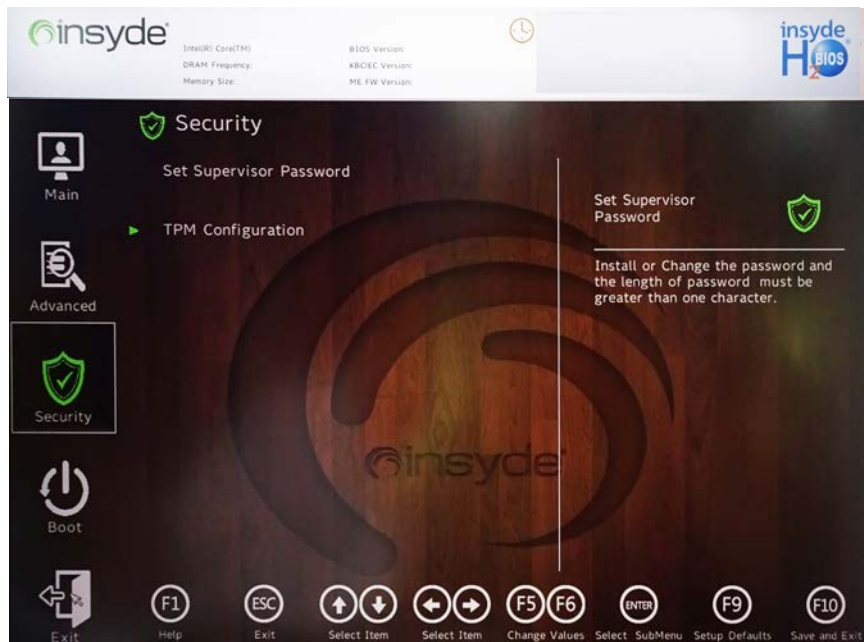 insyde
Intel(R) Core(TM)
DRAM Frequency:
Memory Size:
BIOS Version:
KBC/EC Version:
ME FW Version:
insyde
H2O
BIOS
Security
Set Supervisor Password
TPM Configuration
Main
Advanced
Security
Boot
Exit
Set Supervisor
Password
Install or Change the password and
the length of password must be
greater than one character.
insyde
F1
Help
ESC
Exit
Select Item
Select Item
F5 F6
Change Values
ENTER
Select SubMenu
F9
Setup Defaults
F10
Save and Exit